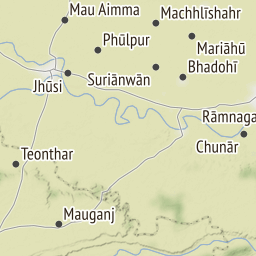 Mau Aimma
Machhlīshahr
Phūlpur
Mariāhū
Suriānwān
Bhadohī
Jhūsi
Rāmnaga
Chunār
Teonthar
Mauganj